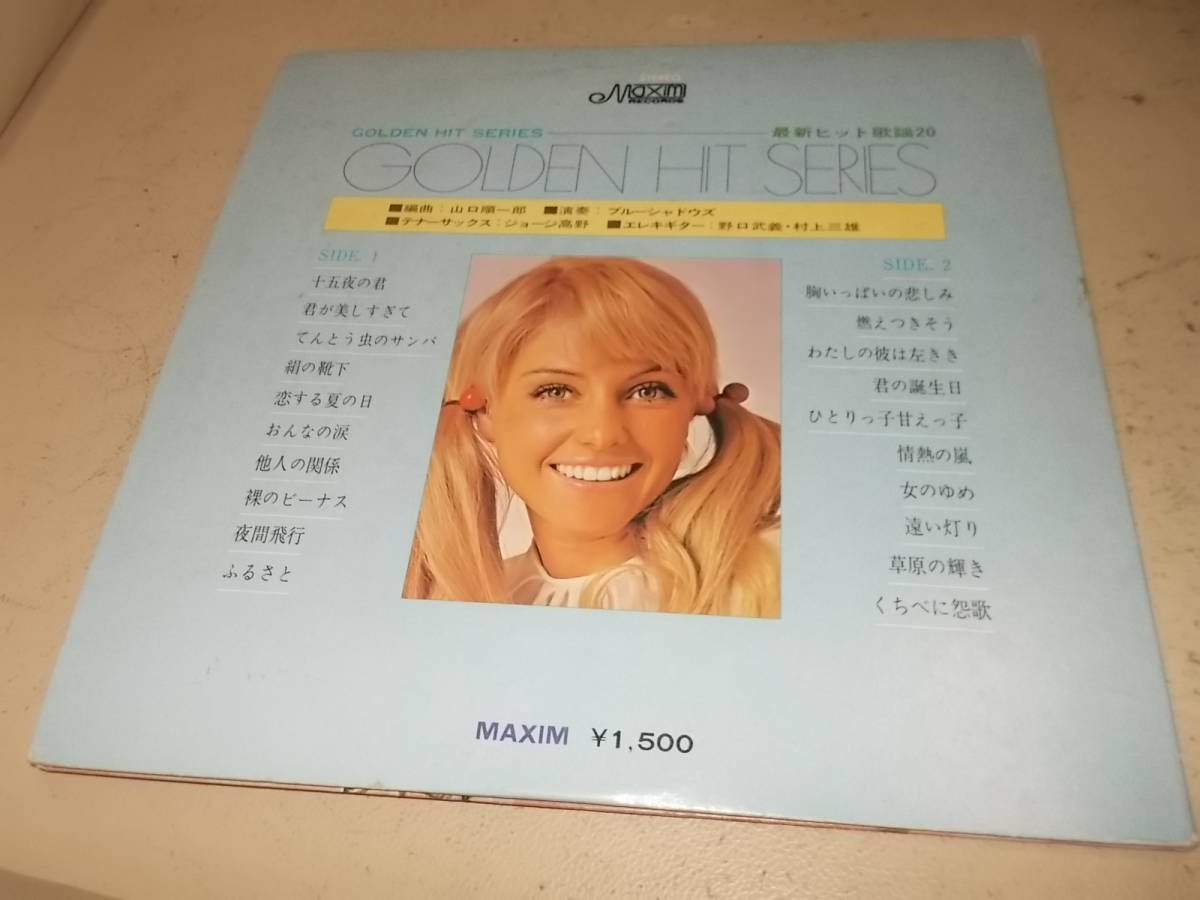 STEREO
Maxim
RECORDS
GOLDEN HIT SERIES 最新ヒット歌謡20
GOLDEN HIT SERIES
■編曲:山口順一郎 ■演奏:ブルーシャドウズ
■テナーサックス:ジョージ高野 ■エレキギター:野口武義・村上三雄
SIDE. 1
十五夜の君
君が美しすぎて
てんとう虫のサンバ
絹の靴下
恋する夏の日
おんなの涙
他人の関係
裸のビーナス
夜間飛行
ふるさと
SIDE. 2
胸いっぱいの悲しみ
燃えつきそう
わたしの彼は左きき
君の誕生日
ひとりっ子甘えっ子
情熱の嵐
女のゆめ
遠い灯り
草原の輝き
くちべに怨歌
MAXIM ¥1,500